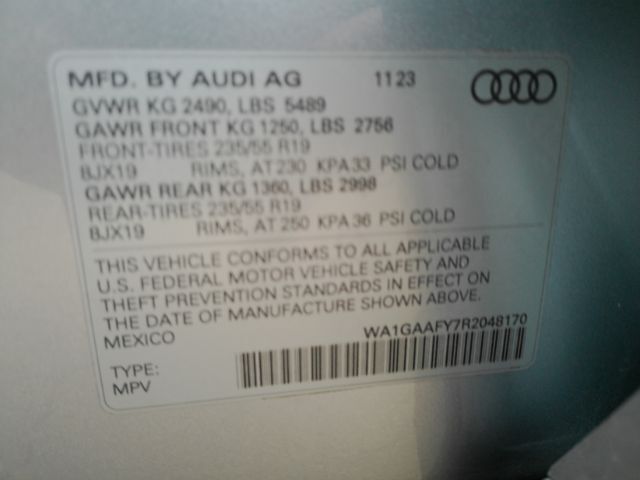 MFD. BY AUDI AG 1123
GVWR KG 2490, LBS 5489
GAWR FRONT KG 1250, LBS 2756
FRONT-TIRES 235/55 R19
8JX19 RIMS, AT 230 KPA 33 PSI COLD
GAWR REAR KG 1360, LBS 2998
REAR-TIRES 235/55 R19
8JX19 RIMS, AT 250 KPA 36 PSI COLD
THIS VEHICLE CONFORMS TO ALL APPLICABLE
U.S. FEDERAL MOTOR VEHICLE SAFETY AND
THEFT PREVENTION STANDARDS IN EFFECT ON
THE DATE OF MANUFACTURE SHOWN ABOVE.
MEXICO WA1GAAFY7R2048170
TYPE:
MPV